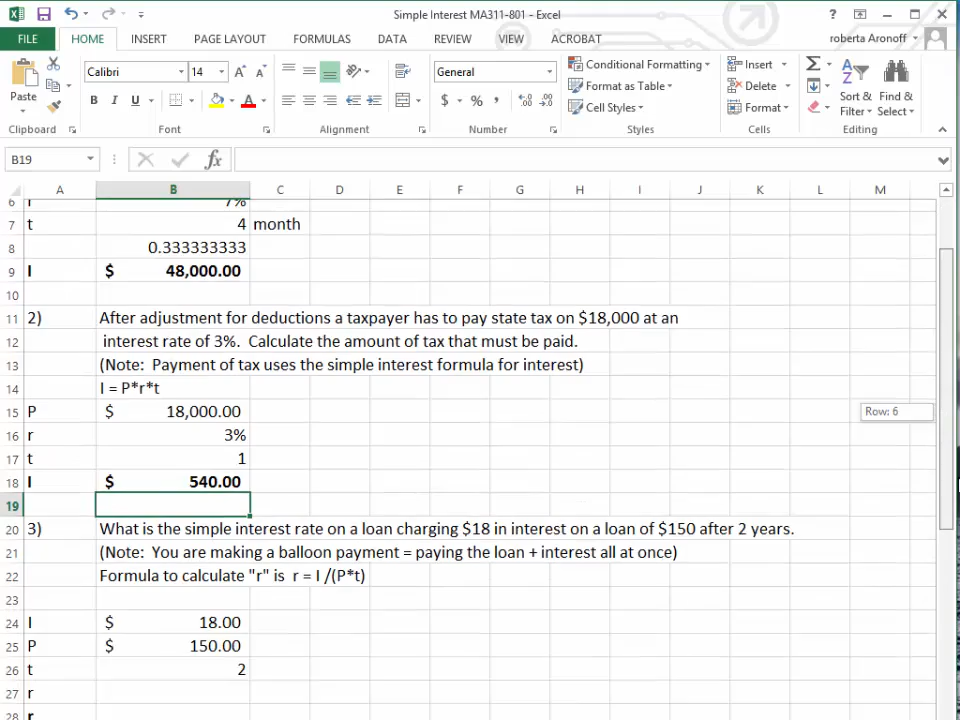 Simple Interest MA311-801 - Excel
?
FILE HOME INSERT PAGE LAYOUT FORMULAS DATA REVIEW VIEW ACROBAT roberta Aronoff
Calibri 14 A A General Conditional Formatting Insert
Paste B I U A $ % , Format as Table Delete Sort & Find &
Cell Styles Format Filter Select
Clipboard Font Alignment Number Styles Cells Editing
B19 fx
A B C D E F G H I J K L M
6 r 7%
7 t 4 month
8 0.333333333
9 I $ 48,000.00
10
11 2) After adjustment for deductions a taxpayer has to pay state tax on $18,000 at an
12 interest rate of 3%. Calculate the amount of tax that must be paid.
13 (Note: Payment of tax uses the simple interest formula for interest)
14 I = P*r*t
15 P $ 18,000.00 Row: 6
16 r 3%
17 t 1
18 I $ 540.00
19
20 3) What is the simple interest rate on a loan charging $18 in interest on a loan of $150 after 2 years.
21 (Note: You are making a balloon payment = paying the loan + interest all at once)
22 Formula to calculate "r" is r = I /(P*t)
23
24 I $ 18.00
25 P $ 150.00
26 t 2
27 r
28 r